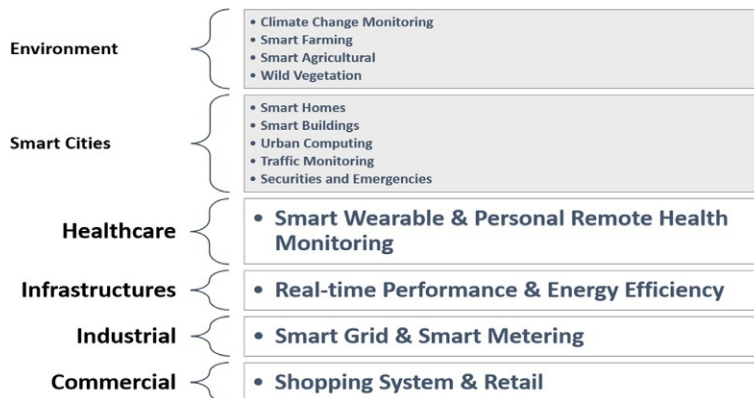 Environment
• Climate Change Monitoring
• Smart Farming
• Smart Agricultural
• Wild Vegetation
Smart Cities
• Smart Homes
• Smart Buildings
• Urban Computing
• Traffic Monitoring
• Securities and Emergencies
Healthcare
• Smart Wearable & Personal Remote Health
Monitoring
Infrastructures
• Real-time Performance & Energy Efficiency
Industrial
• Smart Grid & Smart Metering
Commercial
• Shopping System & Retail